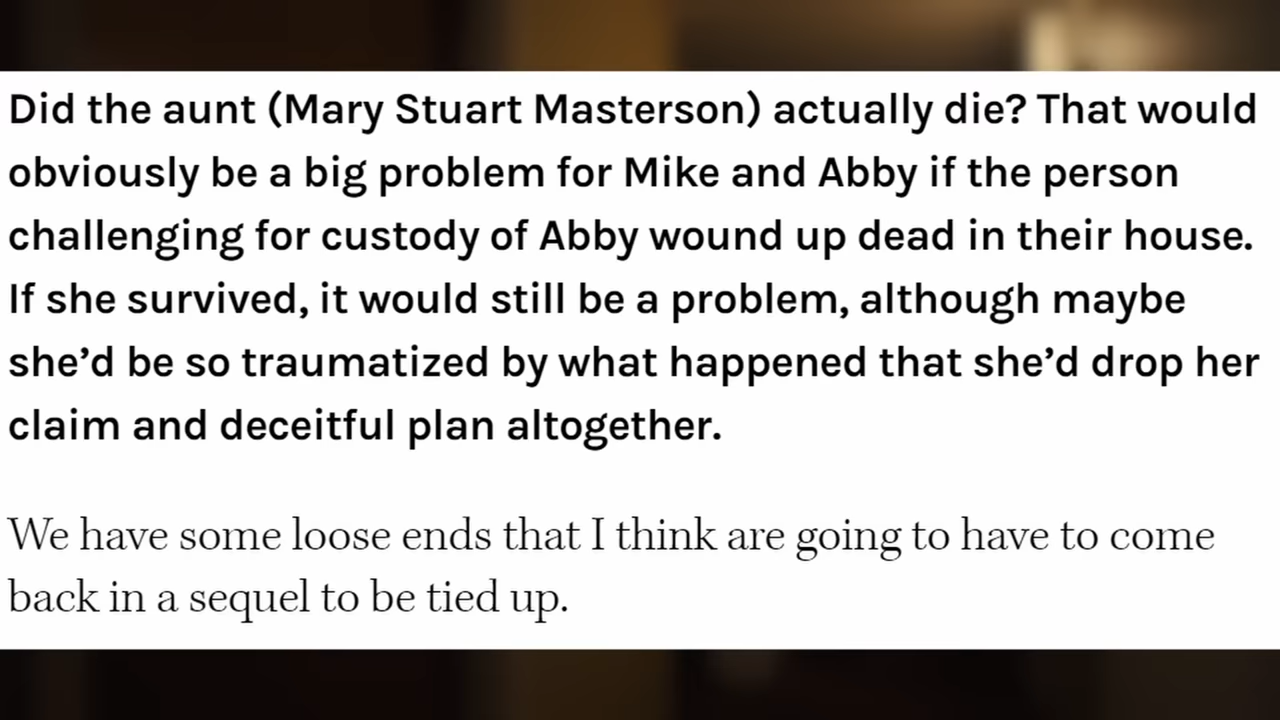 Did the aunt (Mary Stuart Masterson) actually die? That would
obviously be a big problem for Mike and Abby if the person
challenging for custody of Abby wound up dead in their house.
If she survived, it would still be a problem, although maybe
she’d be so traumatized by what happened that she’d drop her
claim and deceitful plan altogether.
We have some loose ends that I think are going to have to come
back in a sequel to be tied up.